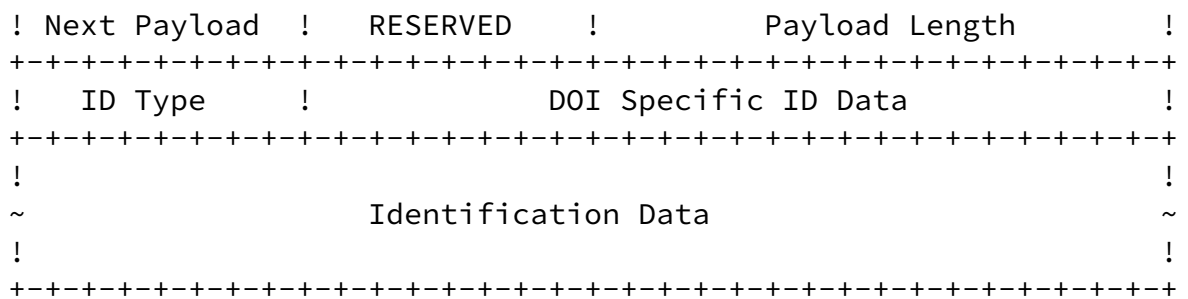 ! Next Payload ! RESERVED ! Payload Length !
+-+-+-+-+-+-+-+-+-+-+-+-+-+-+-+-+-+-+-+-+-+-+-+-+-+-+-+-+-+-+-+-+
! ID Type ! DOI Specific ID Data !
+-+-+-+-+-+-+-+-+-+-+-+-+-+-+-+-+-+-+-+-+-+-+-+-+-+-+-+-+-+-+-+-+
! !
~ Identification Data ~
! !
+-+-+-+-+-+-+-+-+-+-+-+-+-+-+-+-+-+-+-+-+-+-+-+-+-+-+-+-+-+-+-+-+